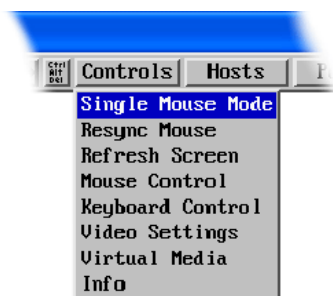 Ctrl
Alt
Del
Controls Hosts
Single Mouse Mode
Resync Mouse
Refresh Screen
Mouse Control
Keyboard Control
Video Settings
Virtual Media
Info